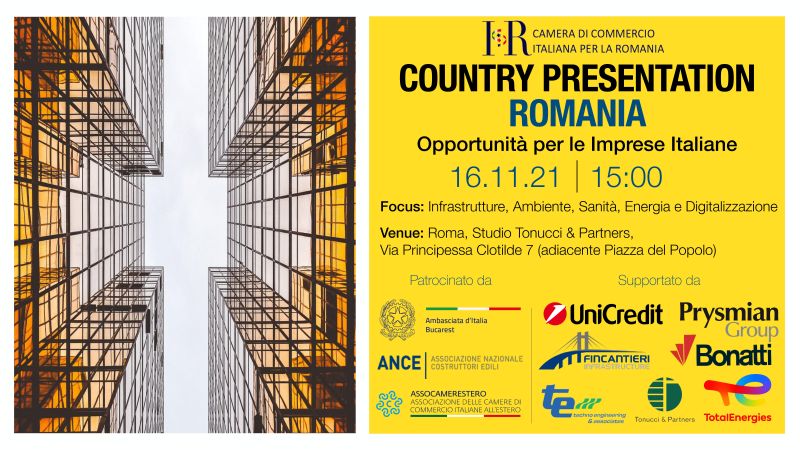 I R CAMERA DI COMMERCIO
ITALIANA PER LA ROMANIA
COUNTRY PRESENTATION
ROMANIA
Opportunità per le Imprese Italiane
16.11.21 | 15:00
Focus: Infrastrutture, Ambiente, Sanità, Energia e Digitalizzazione
Venue: Roma, Studio Tonucci & Partners,
Via Principessa Clotilde 7 (adiacente Piazza del Popolo)
Patrocinato da
Ambasciata d'Italia
Bucarest
ANCE ASSOCIAZIONE NAZIONALE
COSTRUTTORI EDILI
ASSOCAMERESTERO
ASSOCIAZIONE DELLE CAMERE DI
COMMERCIO ITALIANE ALL'ESTERO
Supportato da
UniCredit
Prysmian
Group
FINCANTIERI
INFRASTRUCTURE
Bonatti
te
techno engineering
& associates
Tonucci & Partners
TotalEnergies